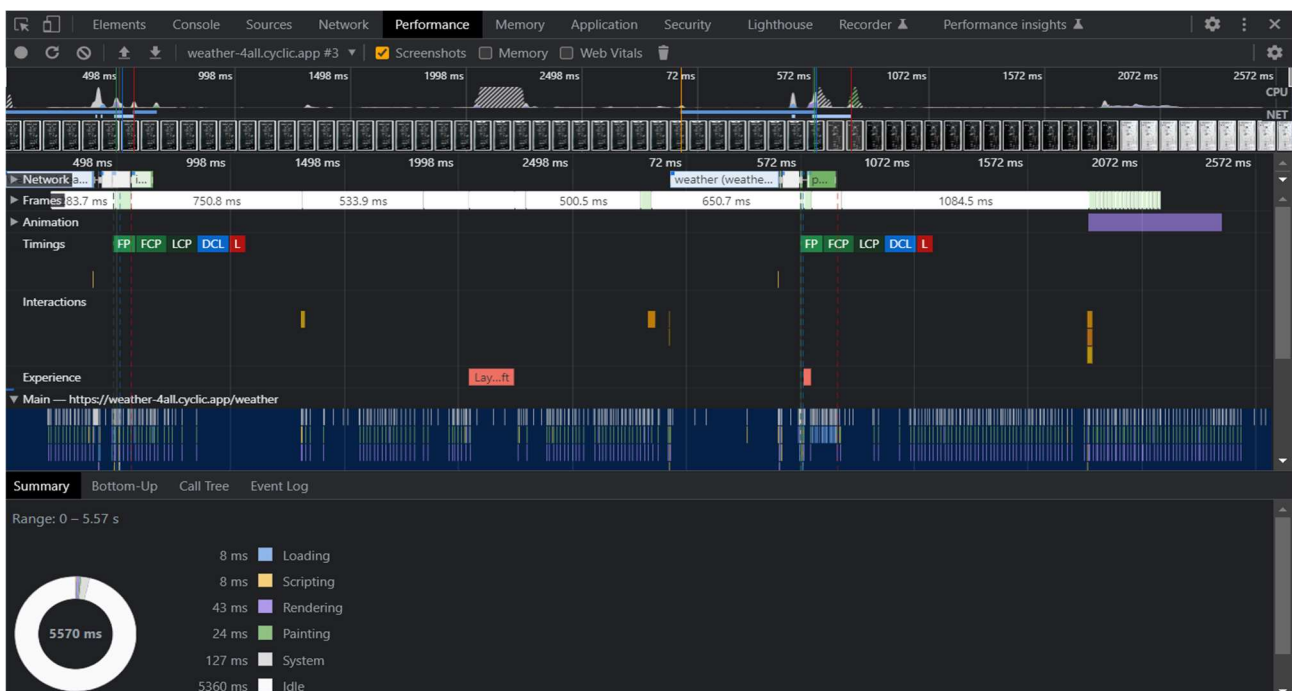 Elements Console Sources Network Performance Memory Application Security Lighthouse Recorder Performance insights
weather-4all.cyclic.app #3 Screenshots Memory Web Vitals
498 ms 998 ms 1498 ms 1998 ms 2498 ms 72 ms 572 ms 1072 ms 1572 ms 2072 ms 2572 ms
CPU
NET
498 ms 998 ms 1498 ms 1998 ms 2498 ms 72 ms 572 ms 1072 ms 1572 ms 2072 ms 2572 ms
Network a... i... weather (weathe... p...
Frames 83.7 ms 750.8 ms 533.9 ms 500.5 ms 650.7 ms 1084.5 ms
Animation
Timings FP FCP LCP DCL L FP FCP LCP DCL L
Interactions
Experience Lay...ft
Main — https://weather-4all.cyclic.app/weather
Summary Bottom-Up Call Tree Event Log
Range: 0 – 5.57 s
8 ms Loading
8 ms Scripting
43 ms Rendering
5570 ms 24 ms Painting
127 ms System
5360 ms Idle